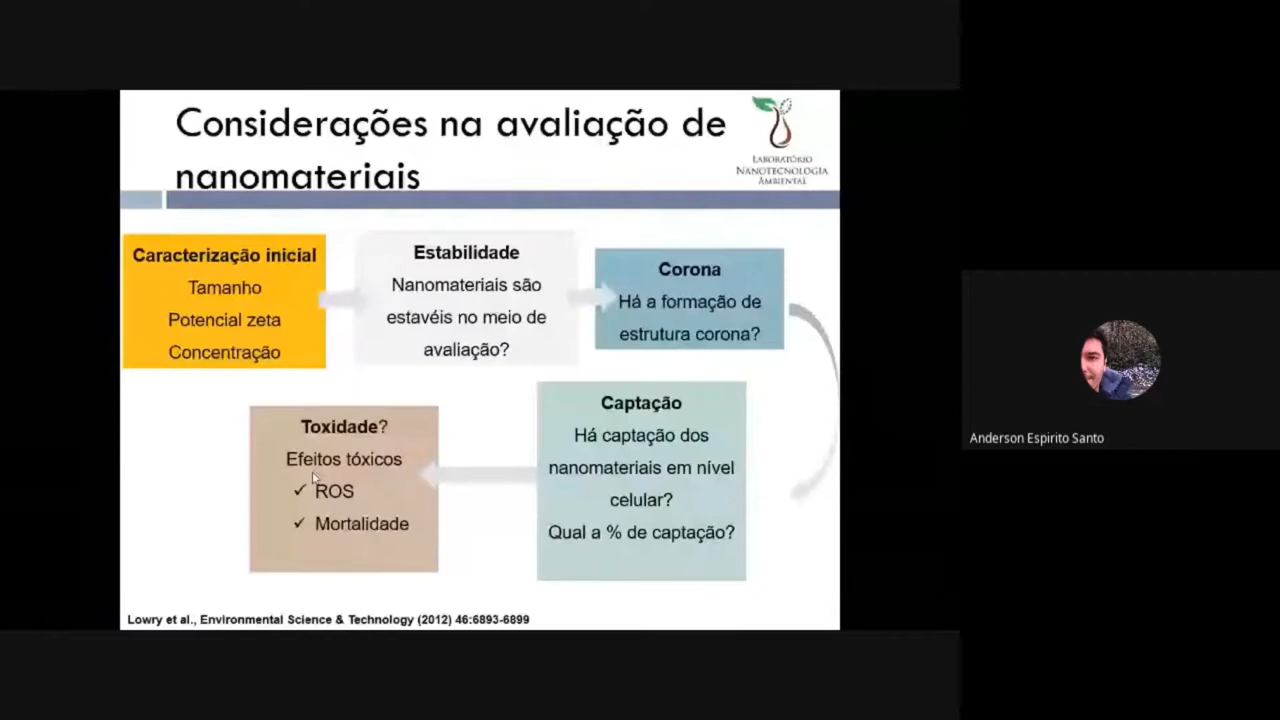 Considerações na avaliação de
nanomateriais
LABORATÓRIO
NANOTECNOLOGIA
AMBIENTAL
Caracterização inicial
Tamanho
Potencial zeta
Concentração
Estabilidade
Nanomateriais são
estavéis no meio de
avaliação?
Corona
Há a formação de
estrutura corona?
Captação
Há captação dos
nanomateriais em nível
celular?
Qual a % de captação?
Toxidade?
Efeitos tóxicos
✓ ROS
✓ Mortalidade
Lowry et al., Environmental Science & Technology (2012) 46:6893-6899
Anderson Espirito Santo